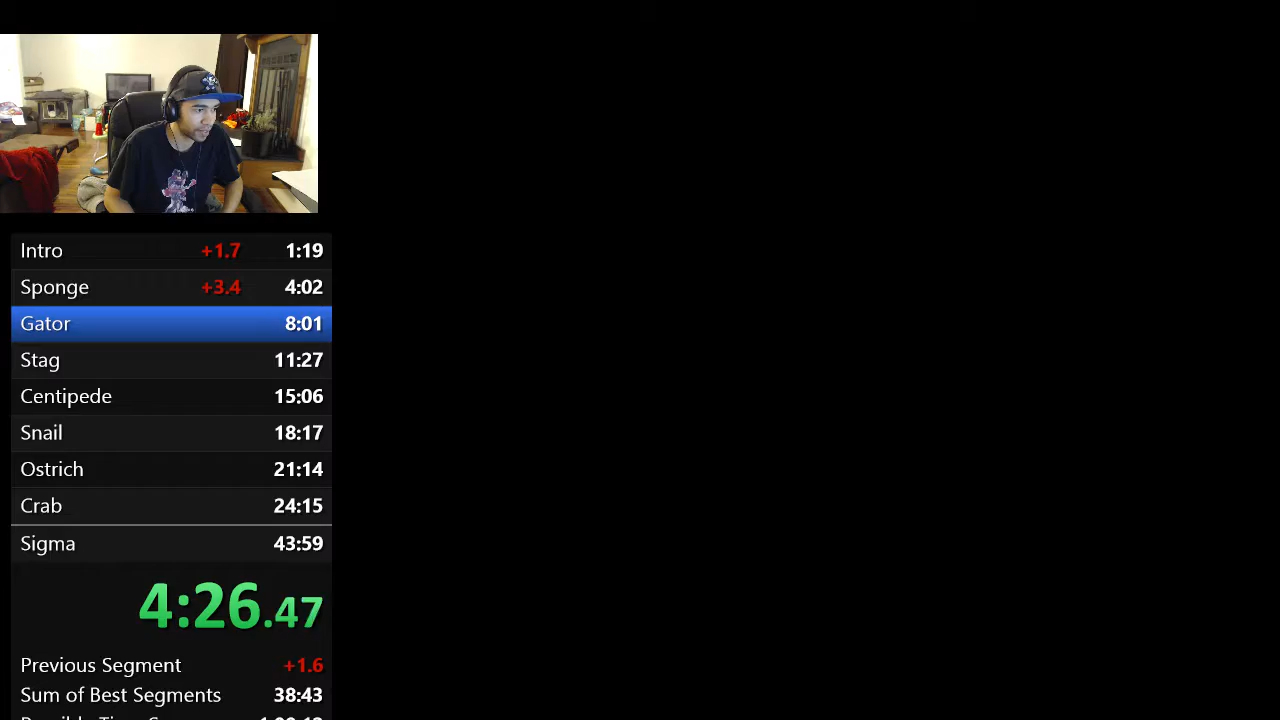 Intro +1.7 1:19
Sponge +3.4 4:02
Gator 8:01
Stag 11:27
Centipede 15:06
Snail 18:17
Ostrich 21:14
Crab 24:15
Sigma 43:59
4:26.47
Previous Segment +1.6
Sum of Best Segments 38:43